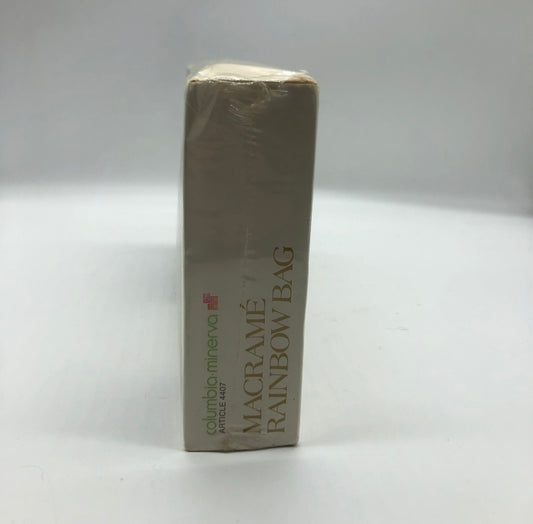 columbia·minerva
ARTICLE 4407
MACRAMÉ
RAINBOW BAG